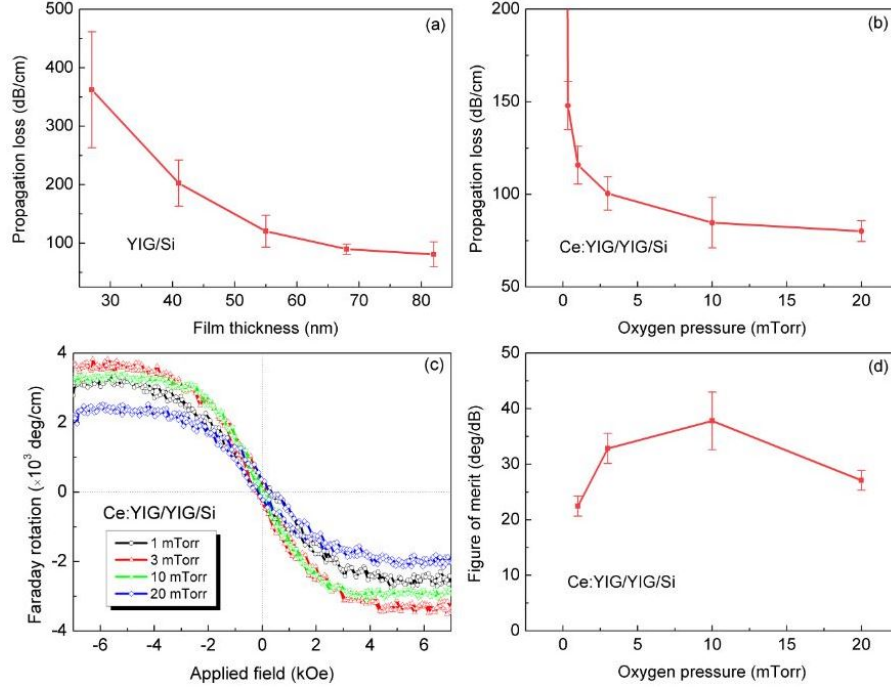 500
400
300
200
100
30
40
50
60
70
80
Propagation loss (dB/cm)
Film thickness (nm)
YIG/Si
(a)
200
150
100
50
0
10
20
Propagation loss (dB/cm)
Oxygen pressure (mTorr)
Ce:YIG/YIG/Si
(b)
4
2
0
-2
-4
-6
-4
-2
0
2
4
6
Faraday rotation (×10³ deg/cm)
Applied field (kOe)
(c)
Ce:YIG/YIG/Si
1 mTorr
3 mTorr
10 mTorr
20 mTorr
50
40
30
20
10
0
0
5
10
15
20
Figure of merit (deg/dB)
Oxygen pressure (mTorr)
Ce:YIG/YIG/Si
(d)